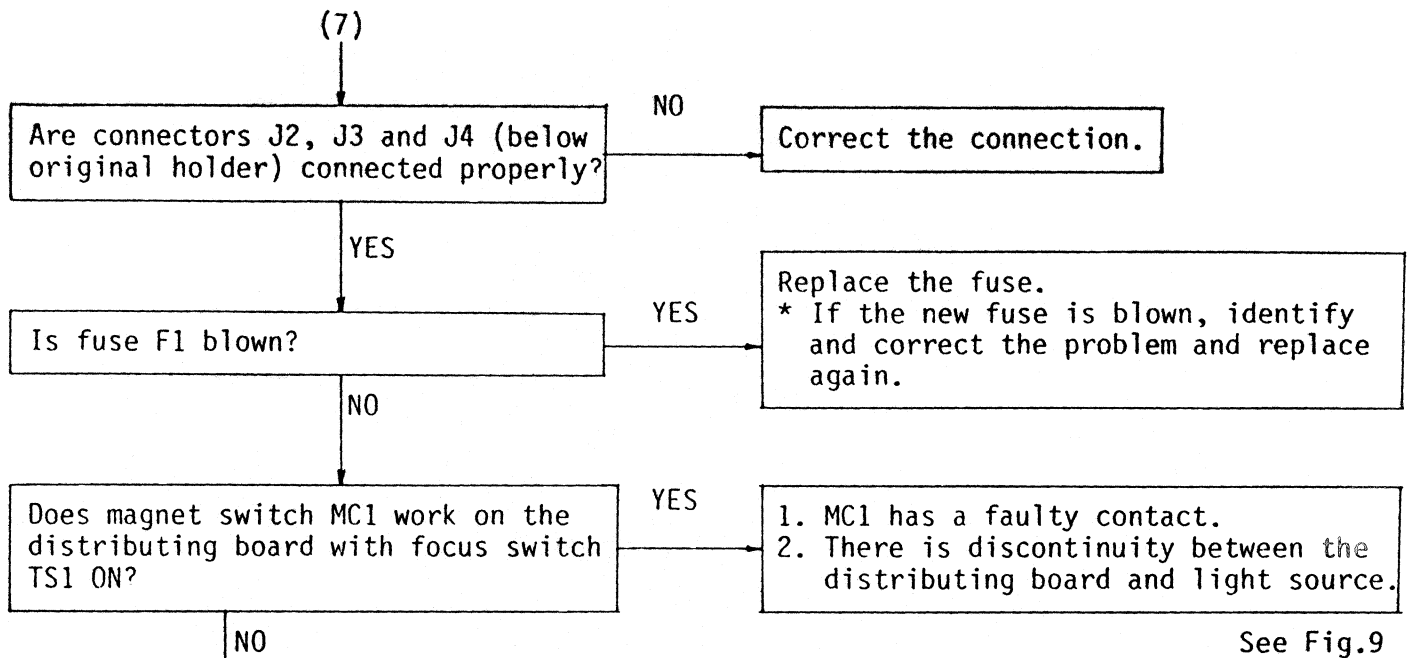 (7)
Are connectors J2, J3 and J4 (below
original holder) connected properly?
NO
Correct the connection.
YES
Is fuse F1 blown?
YES
Replace the fuse.
* If the new fuse is blown, identify
and correct the problem and replace
again.
NO
Does magnet switch MC1 work on the
distributing board with focus switch
TS1 ON?
YES
1. MC1 has a faulty contact.
2. There is discontinuity between the
distributing board and light source.
NO
See Fig.9